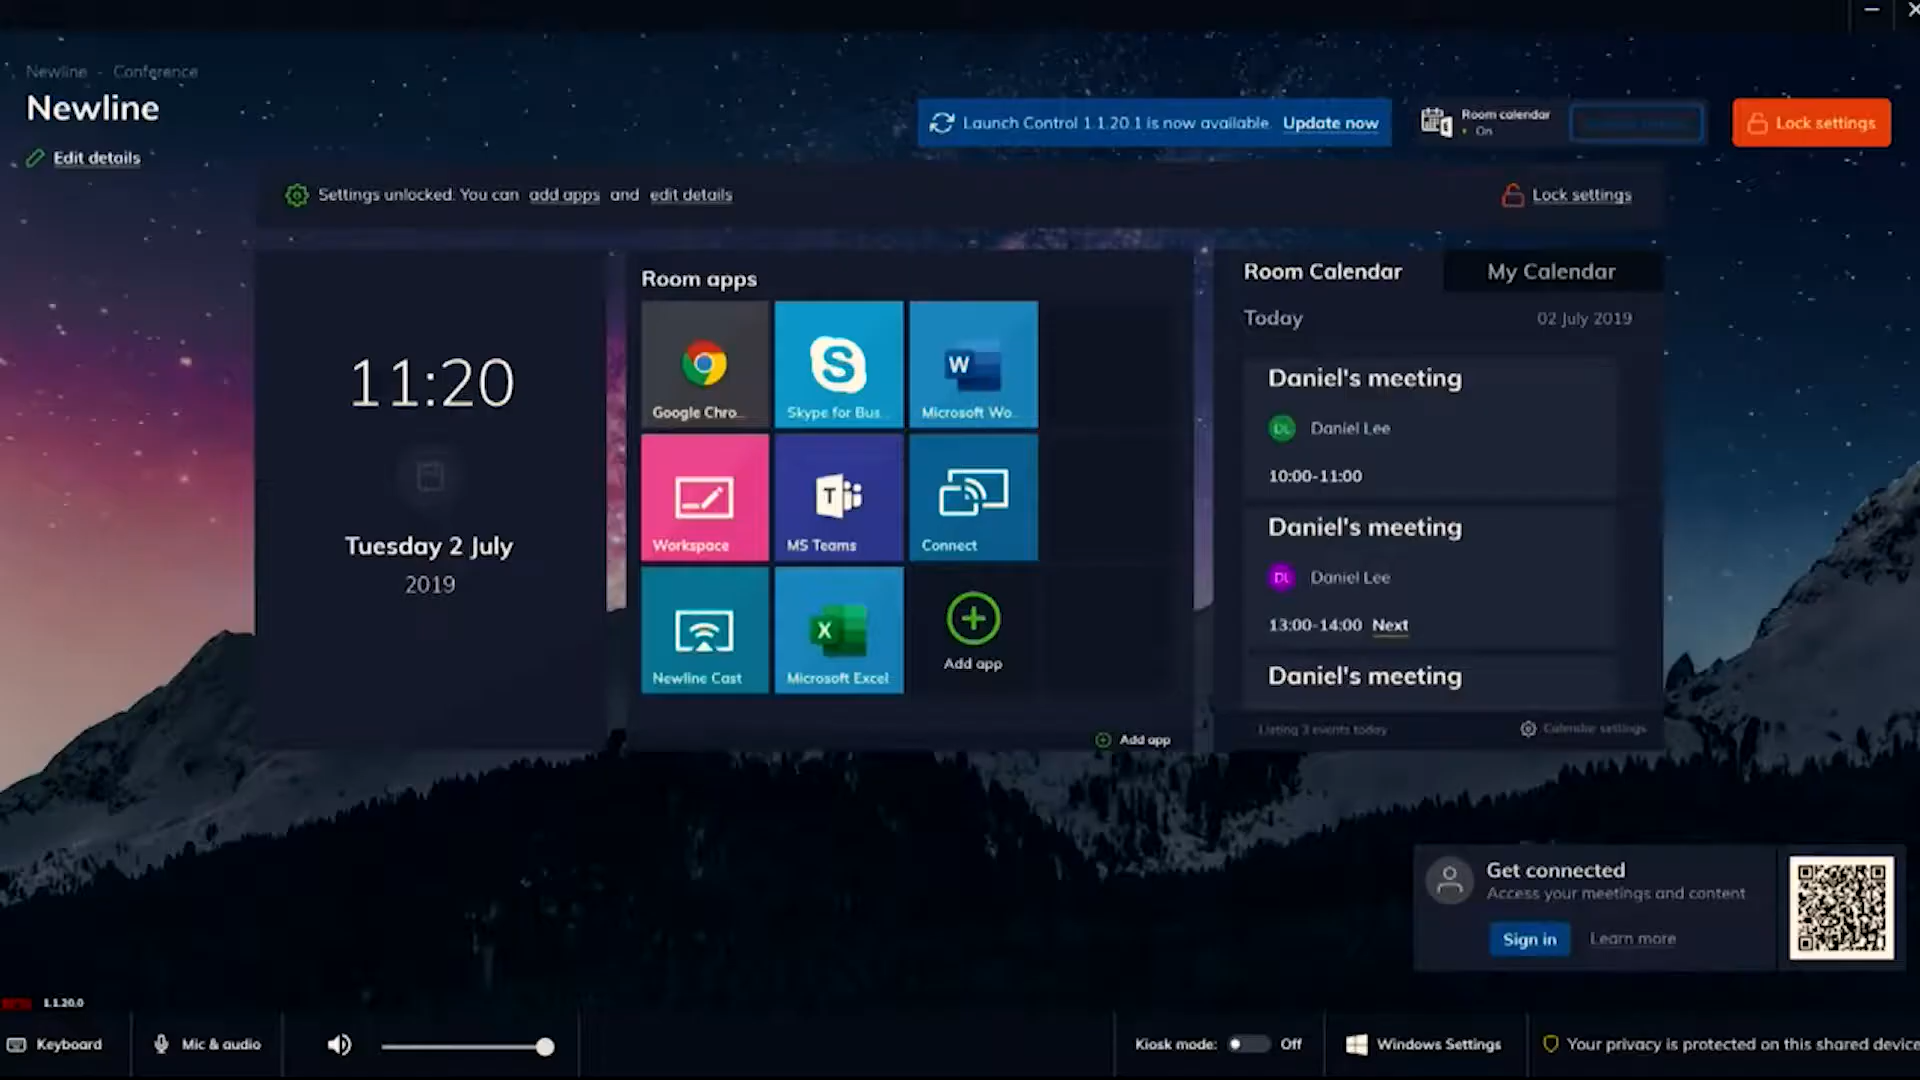 Newline - Conference
Newline
Edit details
Launch Control 1.1.20.1 is now available. Update now
Room calendar
On
Lock settings
Settings unlocked. You can add apps and edit details
Lock settings
11:20
Tuesday 2 July
2019
Room apps
Google Chro...
Skype for Bus...
Microsoft Wo...
Workspace
MS Teams
Connect
Newline Cast
Microsoft Excel
Add app
Add app
Room Calendar
My Calendar
Today
02 July 2019
Daniel's meeting
DL
Daniel Lee
10:00-11:00
Daniel's meeting
DL
Daniel Lee
13:00-14:00 Next
Daniel's meeting
Listing 3 events today
Calendar settings
Get connected
Access your meetings and content
Sign in
Learn more
1.1.20.0
Keyboard
Mic & audio
Kiosk mode: Off
Windows Settings
Your privacy is protected on this shared device